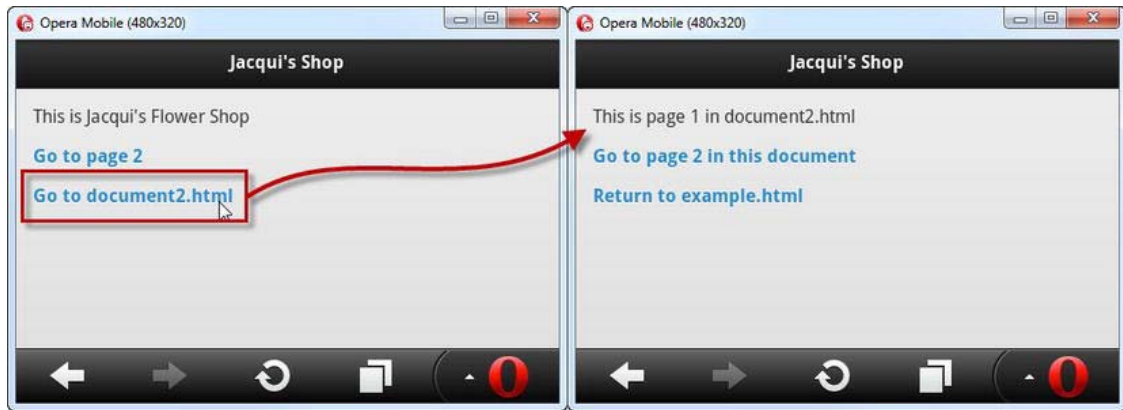 Opera Mobile (480x320)
Jacqui's Shop
This is Jacqui's Flower Shop
Go to page 2
Go to document2.html
Opera Mobile (480x320)
Jacqui's Shop
This is page 1 in document2.html
Go to page 2 in this document
Return to example.html